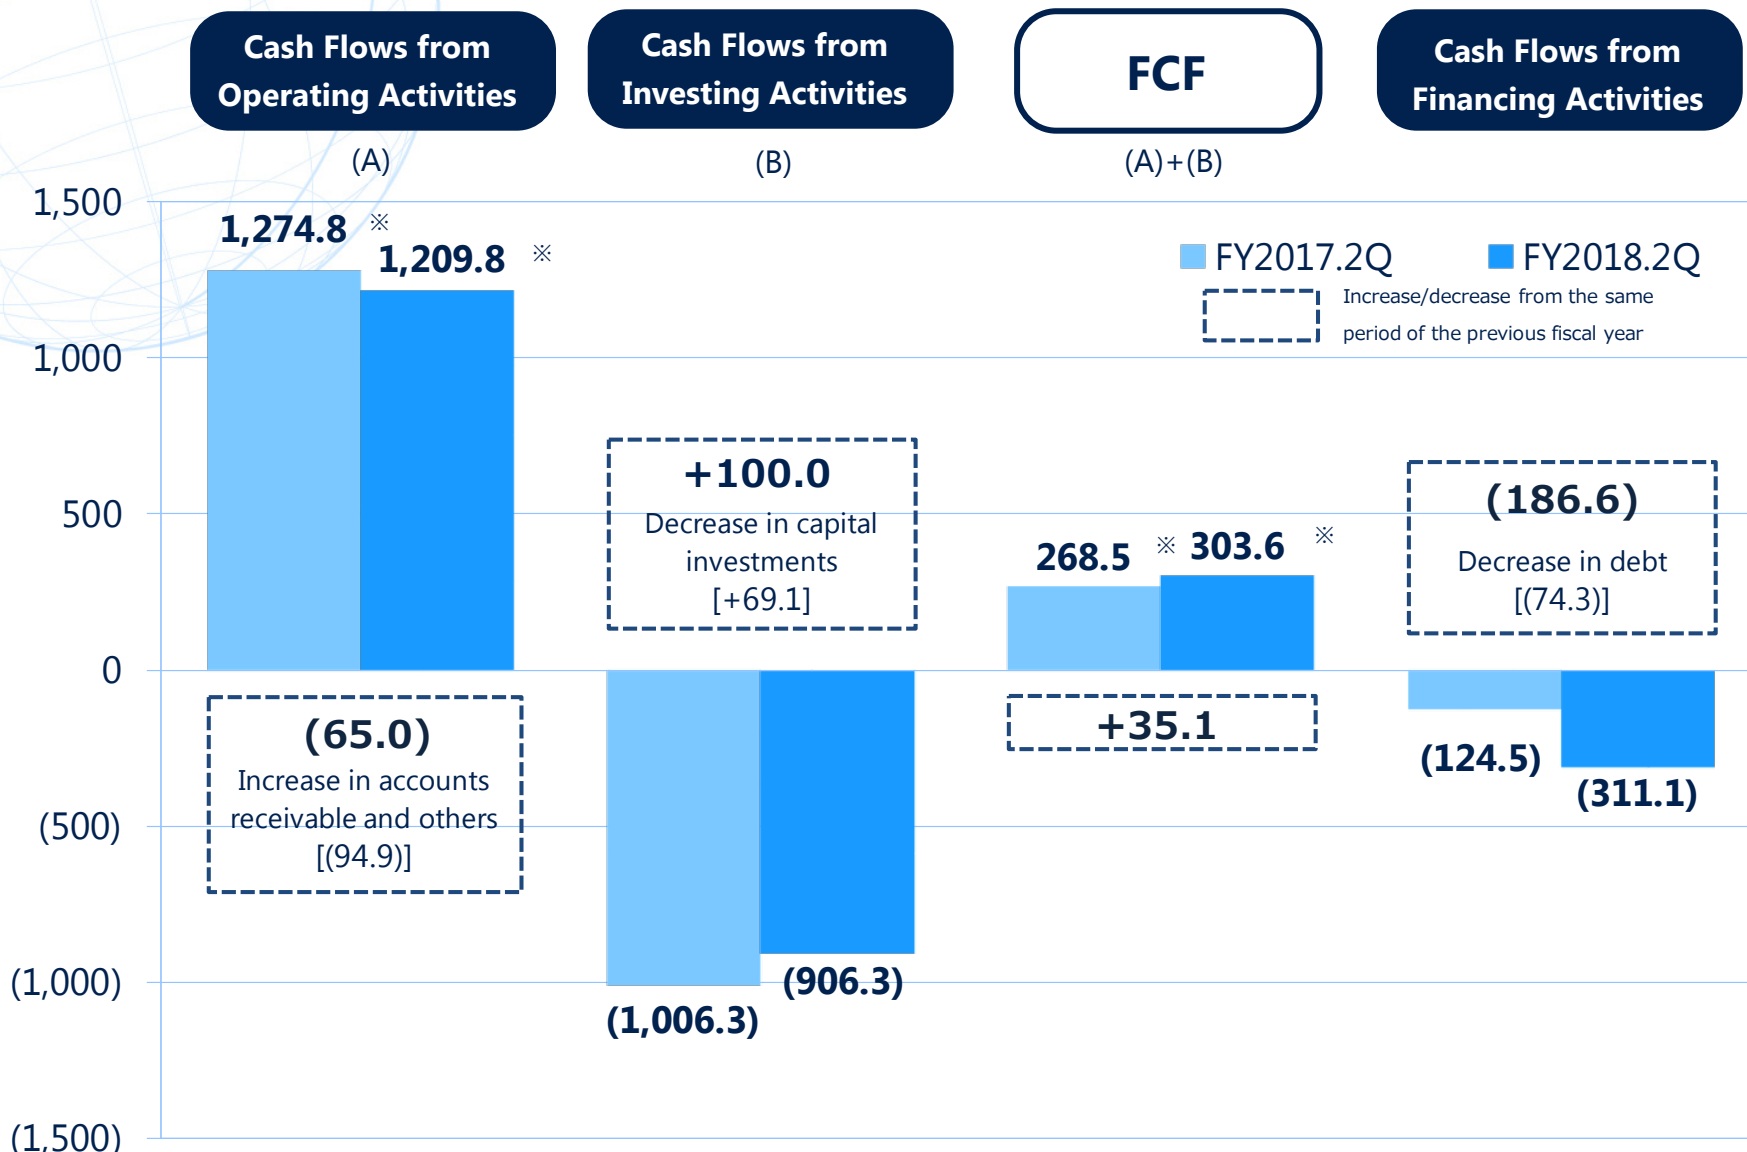 Cash Flows from
Operating Activities
(A)
Cash Flows from
Investing Activities
(B)
FCF
(A)+(B)
Cash Flows from
Financing Activities
1,500
1,000
500
0
(500)
(1,000)
(1,500)
FY2017.2Q FY2018.2Q
Increase/decrease from the same
period of the previous fiscal year
1,274.8 ※
1,209.8 ※
(65.0)
Increase in accounts
receivable and others
[(94.9)]
+100.0
Decrease in capital
investments
[+69.1]
(1,006.3)
(906.3)
268.5 ※ 303.6 ※
+35.1
(186.6)
Decrease in debt
[(74.3)]
(124.5)
(311.1)